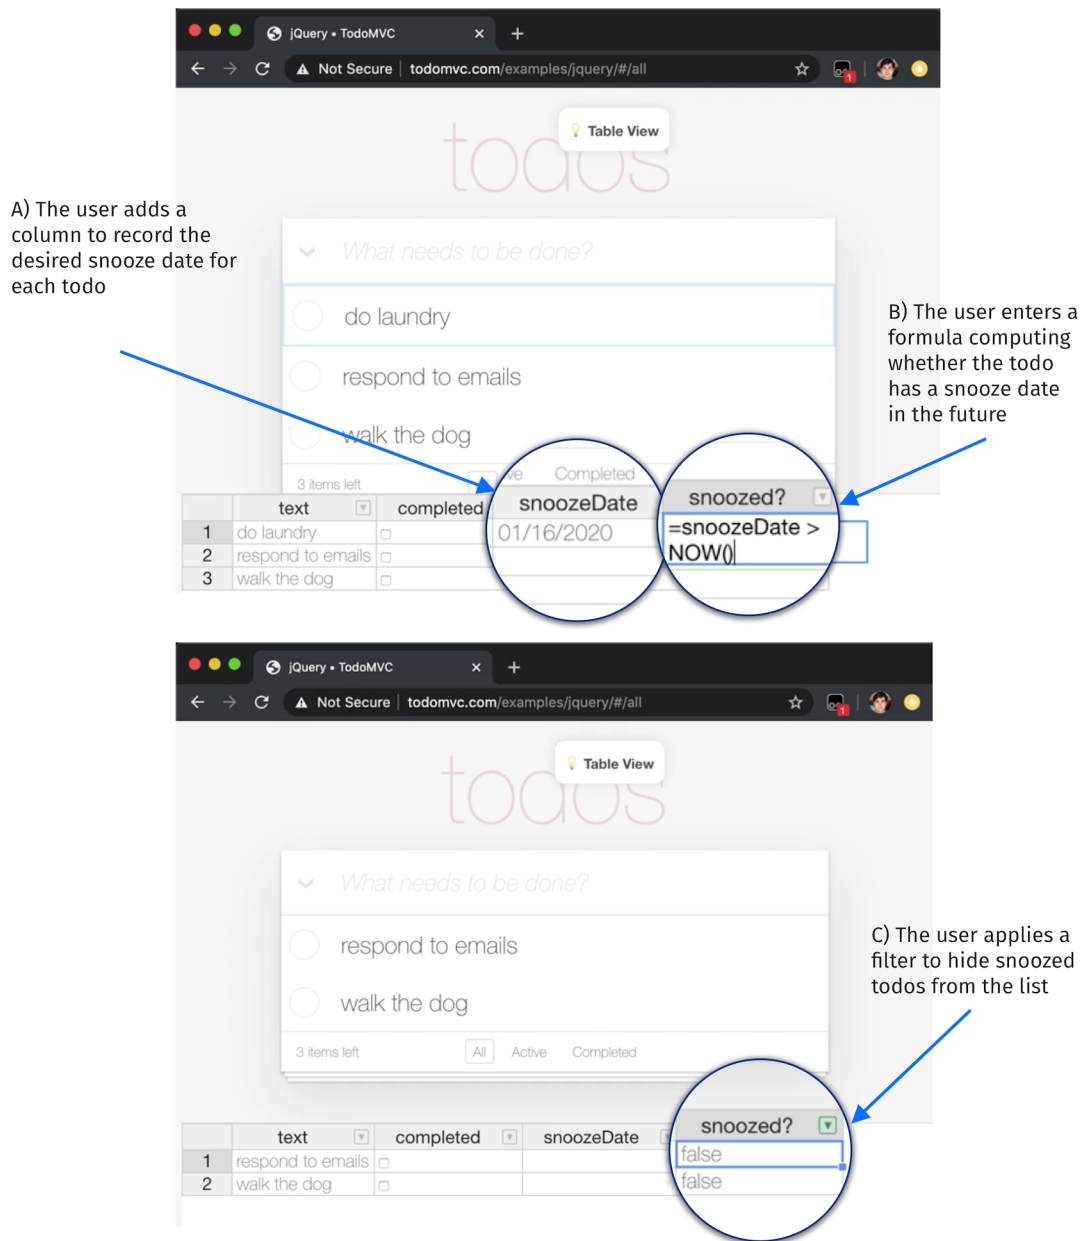 jQuery • TodoMVC
Not Secure | todomvc.com/examples/jquery/#/all
1
Table View
todos
A) The user adds a
column to record the
desired snooze date for
each todo
What needs to be done?
do laundry
B) The user enters a
formula computing
whether the todo
has a snooze date
in the future
respond to emails
walk the dog
3 items left
ve Completed
text completed snoozeDate snoozed?
1 do laundry 01/16/2020 =snoozeDate >
NOW()
2 respond to emails
3 walk the dog
jQuery • TodoMVC
Not Secure | todomvc.com/examples/jquery/#/all
1
Table View
todos
What needs to be done?
respond to emails
walk the dog
C) The user applies a
filter to hide snoozed
todos from the list
3 items left All Active Completed
text completed snoozeDate snoozed?
1 respond to emails false
2 walk the dog false